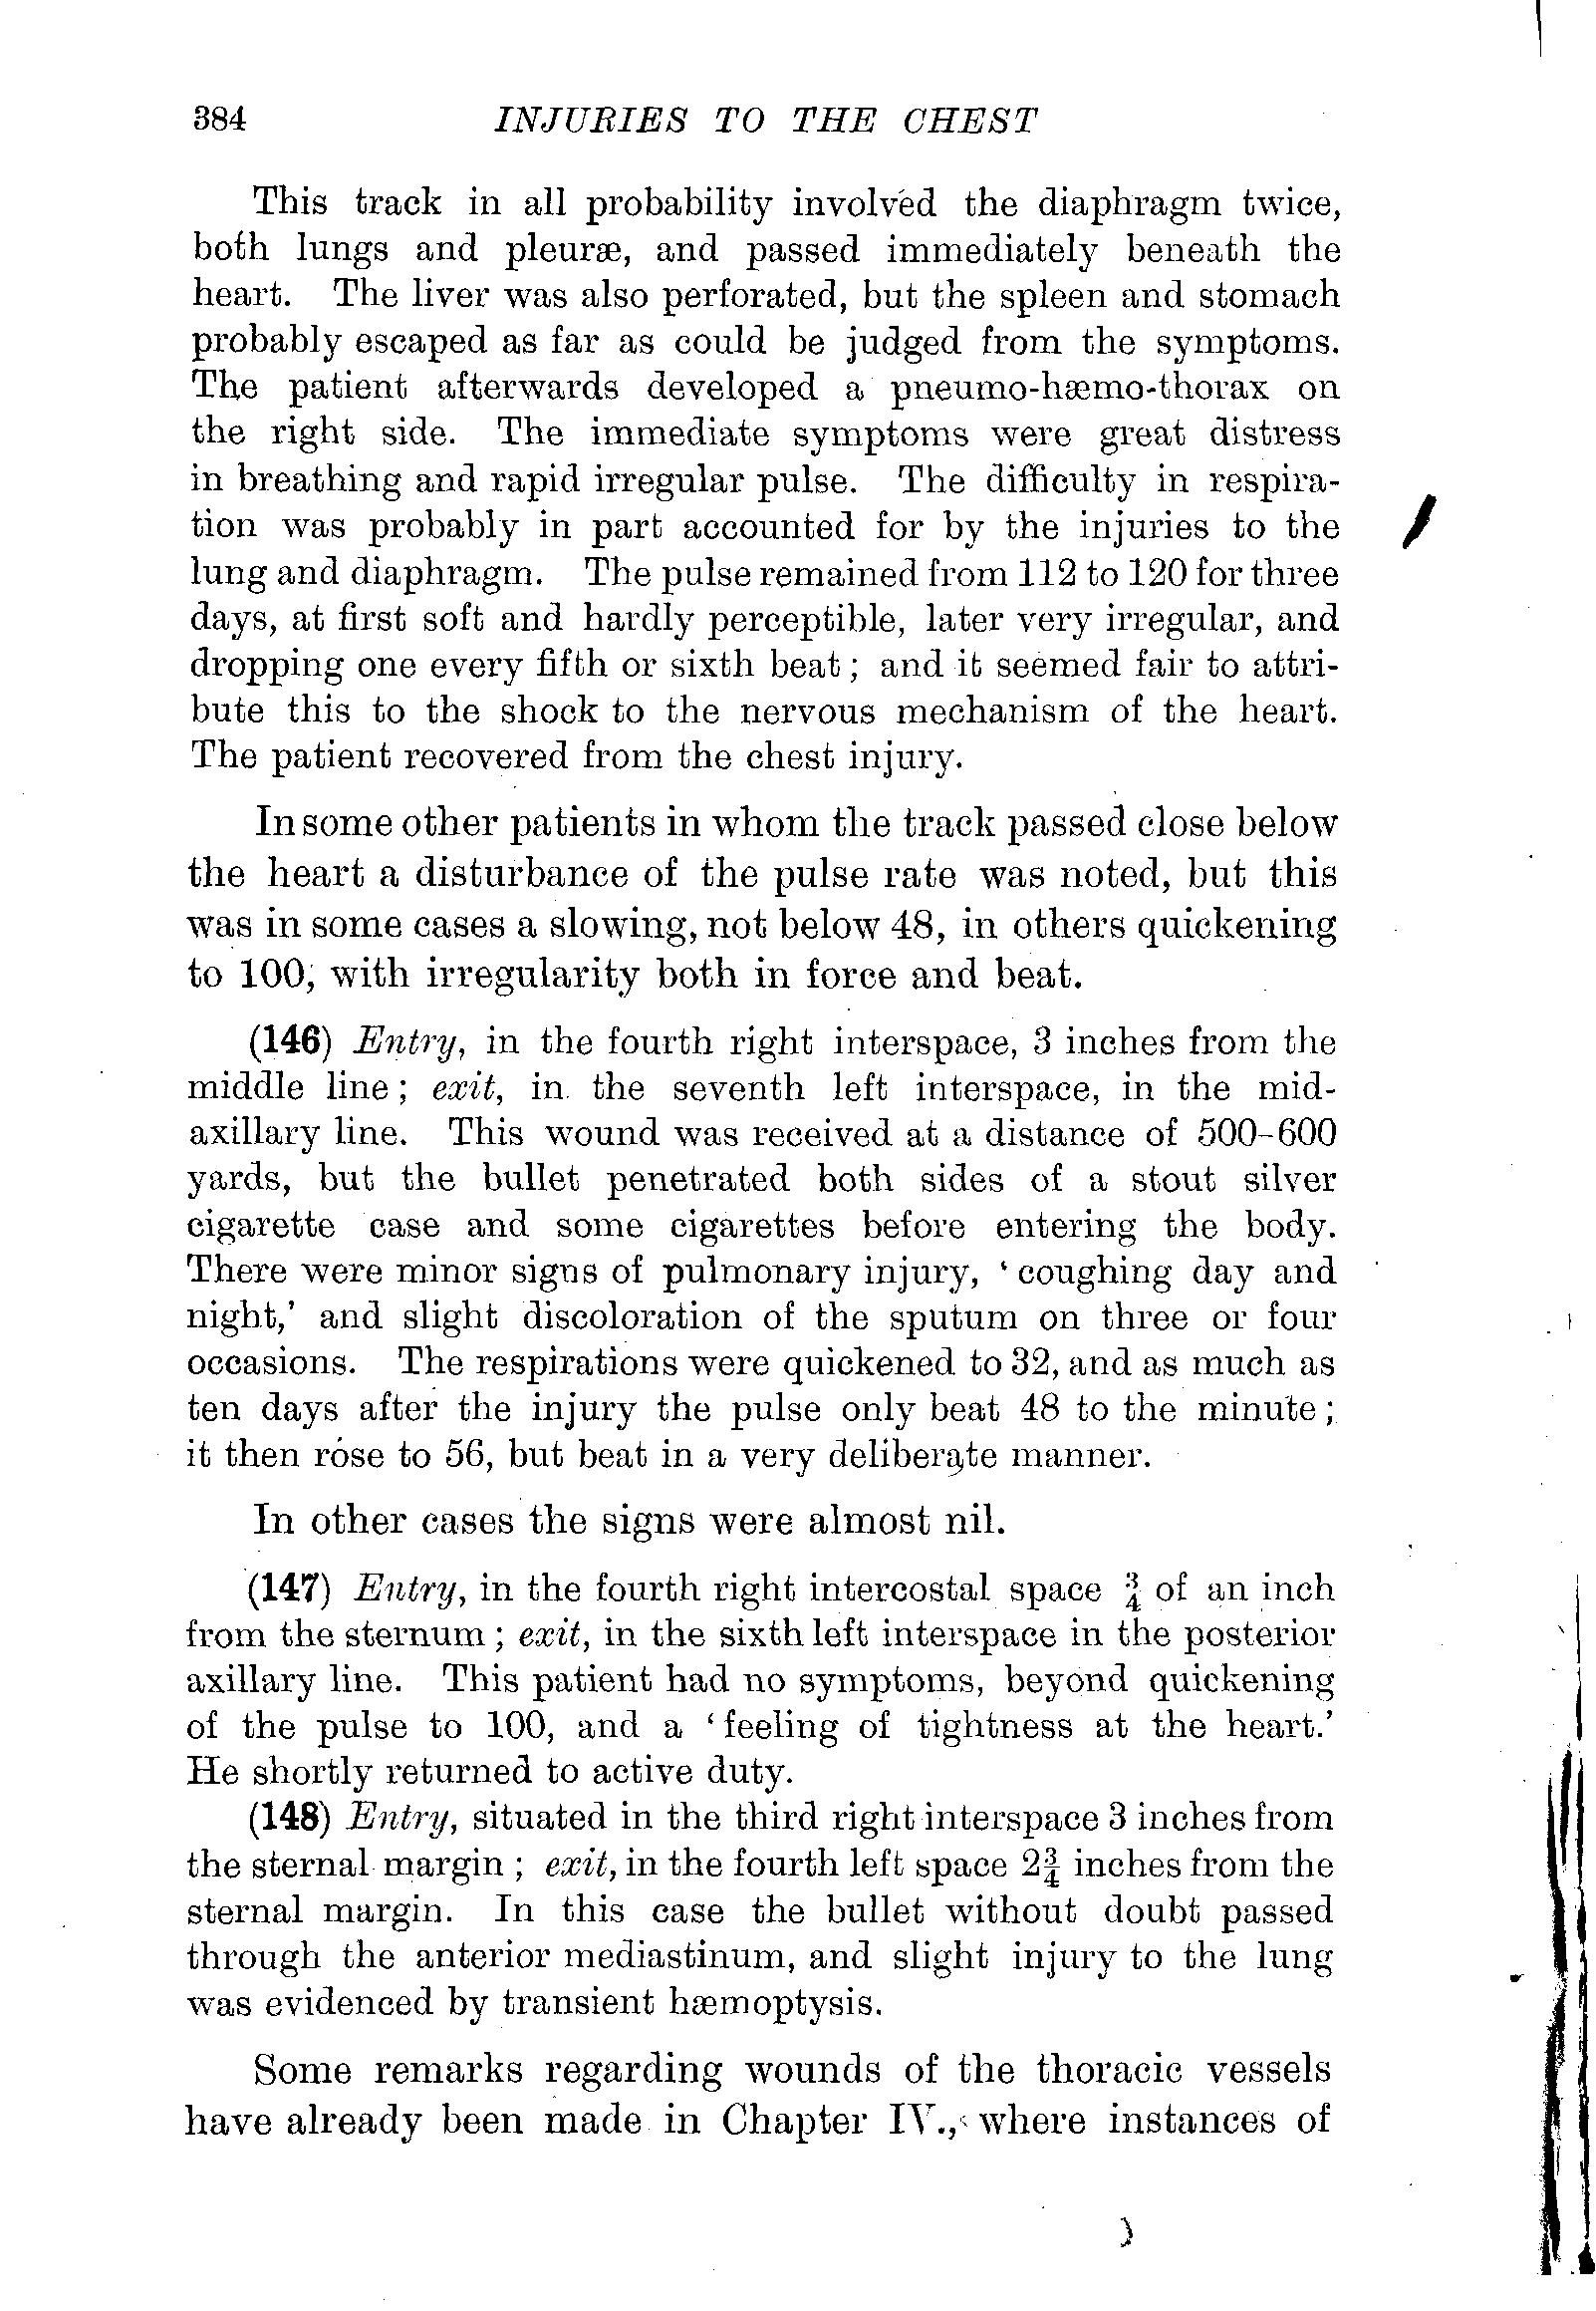 384 INJURIES TO THE CHEST
This track in all probability involved the diaphragm twice,
both lungs and pleuræ, and passed immediately beneath the
heart. The liver was also perforated, but the spleen and stomach
probably escaped as far as could be judged from the symptoms.
The patient afterwards developed a pneumo-hæmo-thorax on
the right side. The immediate symptoms were great distress
in breathing and rapid irregular pulse. The difficulty in respira-
tion was probably in part accounted for by the injuries to the
lung and diaphragm. The pulse remained from 112 to 120 for three
days, at first soft and hardly perceptible, later very irregular, and
dropping one every fifth or sixth beat; and it seemed fair to attri-
bute this to the shock to the nervous mechanism of the heart.
The patient recovered from the chest injury.
In some other patients in whom the track passed close below
the heart a disturbance of the pulse rate was noted, but this
was in some cases a slowing, not below 48, in others quickening
to 100, with irregularity both in force and beat.
(146) Entry, in the fourth right interspace, 3 inches from the
middle line; exit, in the seventh left interspace, in the mid-
axillary line. This wound was received at a distance of 500-600
yards, but the bullet penetrated both sides of a stout silver
cigarette case and some cigarettes before entering the body.
There were minor signs of pulmonary injury, 'coughing day and
night,' and slight discoloration of the sputum on three or four
occasions. The respirations were quickened to 32, and as much as
ten days after the injury the pulse only beat 48 to the minute;
it then rose to 56, but beat in a very deliberate manner.
In other cases the signs were almost nil.
(147) Entry, in the fourth right intercostal space ¾ of an inch
from the sternum; exit, in the sixth left interspace in the posterior
axillary line. This patient had no symptoms, beyond quickening
of the pulse to 100, and a 'feeling of tightness at the heart.'
He shortly returned to active duty.
(148) Entry, situated in the third right interspace 3 inches from
the sternal margin; exit, in the fourth left space 2¾ inches from the
sternal margin. In this case the bullet without doubt passed
through the anterior mediastinum, and slight injury to the lung
was evidenced by transient hæmoptysis.
Some remarks regarding wounds of the thoracic vessels
have already been made in Chapter IV., where instances of